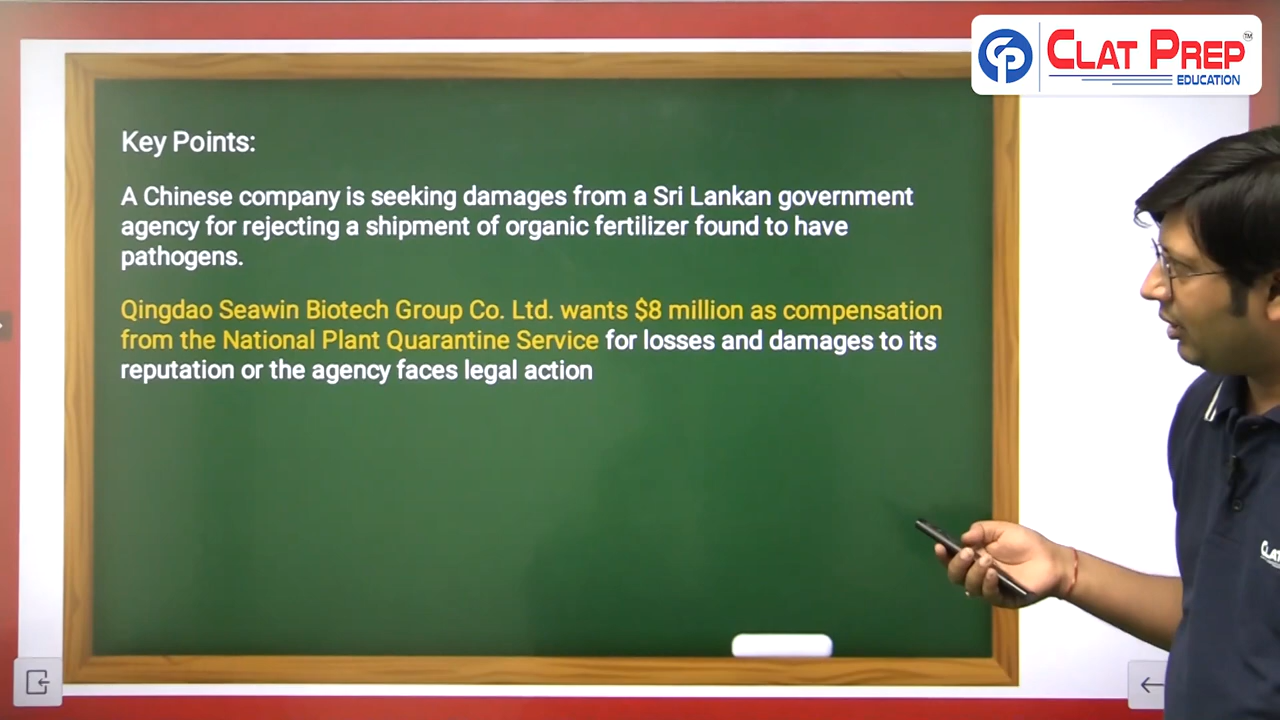 CLAT PREP
TM
EDUCATION
Key Points:
A Chinese company is seeking damages from a Sri Lankan government
agency for rejecting a shipment of organic fertilizer found to have
pathogens.
Qingdao Seawin Biotech Group Co. Ltd. wants $8 million as compensation
from the National Plant Quarantine Service for losses and damages to its
reputation or the agency faces legal action